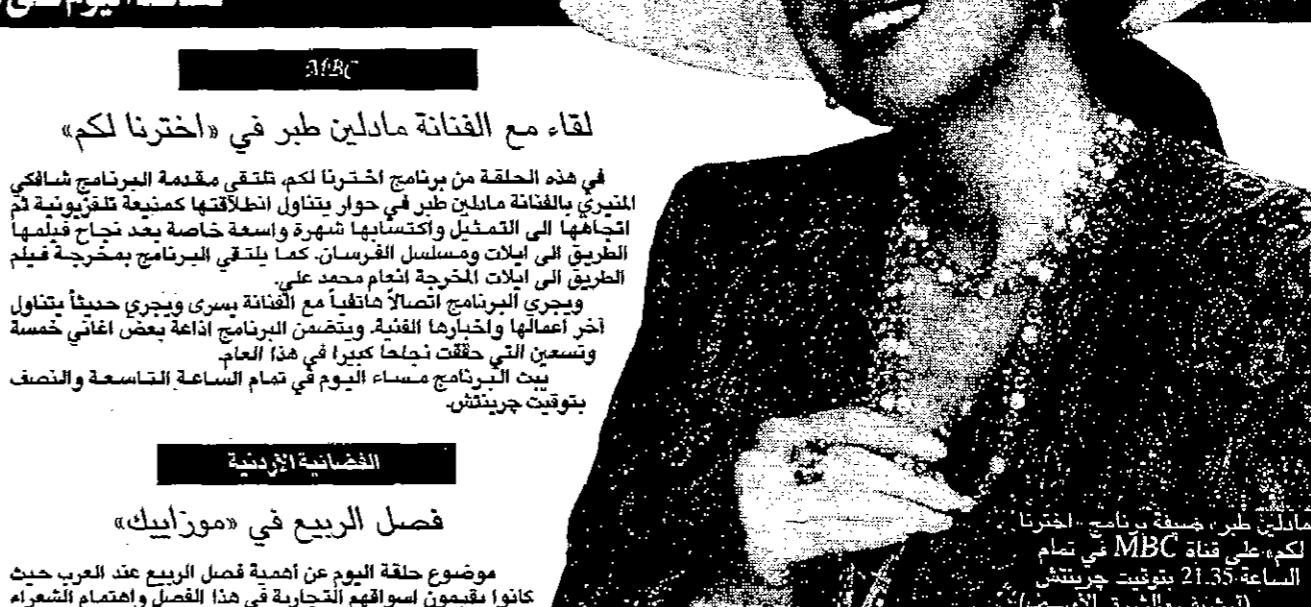 MBC
لقاء مع الفنانة مادلين طبر في «اخترنا لكم»
في هذه الحلقة من برنامج اخترنا لكم، تلتقي مقدمة البرنامج شافكي
المنيري بالفنانة مادلين طبر في حوار يتناول انطلاقتها كمذيعة تلفزيونية ثم
اتجاهها الى التمثيل واكتسابها شهرة واسعة خاصة بعد نجاح فيلمها
الطريق الى ايلات ومسلسل الفرسان. كما يلتقي البرنامج بمخرجة فيلم
الطريق الى ايلات المخرجة انعام محمد علي.
ويجري البرنامج اتصالاً هاتفياً مع الفنانة يسرى ويجري حديثاً يتناول
آخر أعمالها واخبارها الفنية. ويتضمن البرنامج اذاعة بعض اغاني خمسة
وتسعين التي حققت نجاحا كبيرا في هذا العام.
يبث البرنامج مساء اليوم في تمام الساعة التاسعة والنصف
بتوقيت جرينتش.
الفضائية الاردنية
فصل الربيع في «موزاييك»
موضوع حلقة اليوم عن أهمية فصل الربيع عند العرب حيث
كانوا يقيمون اسواقهم التجارية في هذا الفصل واهتمام الشعراء
مادلين طبر، ضيفة برنامج اخترنا
لكم، على قناة MBC في تمام
الساعة 21.35 بتوقيت جرينتش